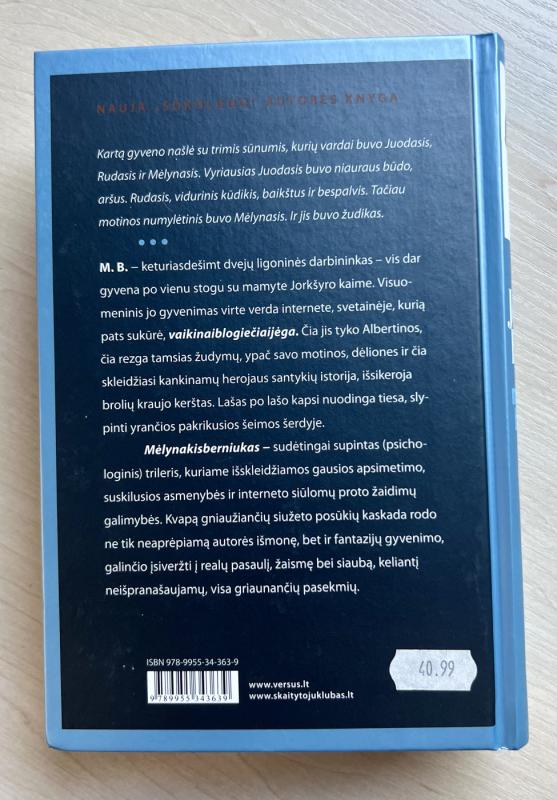 NAUJA „ŠOKOLADO“ AUTORĖS KNYGA
Kartą gyveno našlė su trimis sūnumis, kurių vardai buvo Juodasis,
Rudasis ir Mėlynasis. Vyriausias Juodasis buvo niauraus būdo,
aršus. Rudasis, vidurinis kūdikis, baikštus ir bespalvis. Tačiau
motinos numylėtinis buvo Mėlynasis. Ir jis buvo žudikas.
• • •
M. B. – keturiasdešimt dvejų ligoninės darbininkas – vis dar
gyvena po vienu stogu su mamyte Jorkšyro kaime. Visuo-
meninis jo gyvenimas virte verda internete, svetainėje, kurią
pats sukūrė, vaikinaiblogiečiaijėga. Čia jis tyko Albertinos,
čia rezga tamsias žudymų, ypač savo motinos, dėliones ir čia
skleidžiasi kankinamų herojaus santykių istorija, išsikeroja
brolių kraujo kerštas. Lašas po lašo kapsi nuodinga tiesa, sly-
pinti yrančios pakrikusios šeimos šerdyje.
Mėlynakisberniukas – sudėtingai supintas (psicho-
loginis) trileris, kuriame išskleidžiamos gausios apsimetimo,
suskilusios asmenybės ir interneto siūlomų proto žaidimų
galimybės. Kvapą gniaužiančių siužeto posūkių kaskada rodo
ne tik neaprėpiamą autorės išmonę, bet ir fantazijų gyvenimo,
galinčio įsiveržti į realų pasaulį, žaismę bei siaubą, keliantį
neišpranašaujamų, visa griaunančių pasekmių.
ISBN 978-9955-34-363-9
9 789955 343639
www.versus.lt
www.skaitytojuklubas.lt
40.99